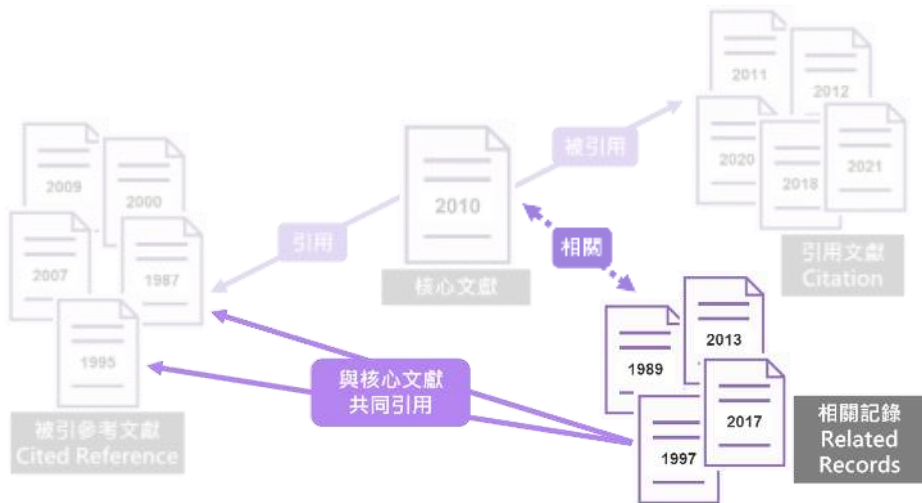 2009
2000
2007
1987
1995
被引參考文獻
Cited Reference
引用
2010
核心文獻
被引用
2011
2012
2020
2018
2021
引用文獻
Citation
相關
與核心文獻
共同引用
1989
2013
1997
2017
相關記錄
Related
Records